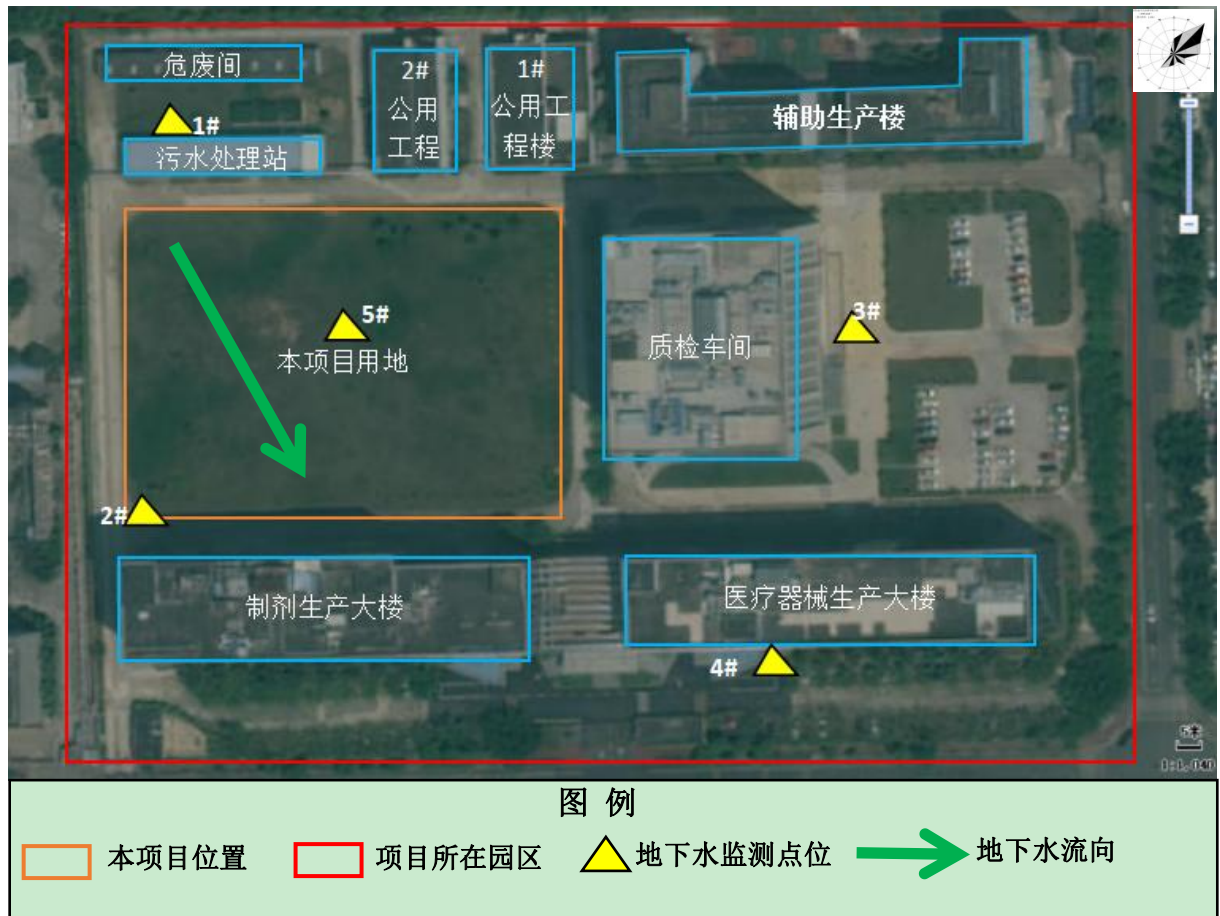 危废间
2#
公用
工程
1#
公用工
程楼
辅助生产楼
1#
污水处理站
5#
本项目用地
质检车间
3#
2#
制剂生产大楼
医疗器械生产大楼
4#
图 例
本项目位置
项目所在园区
地下水监测点位
地下水流向